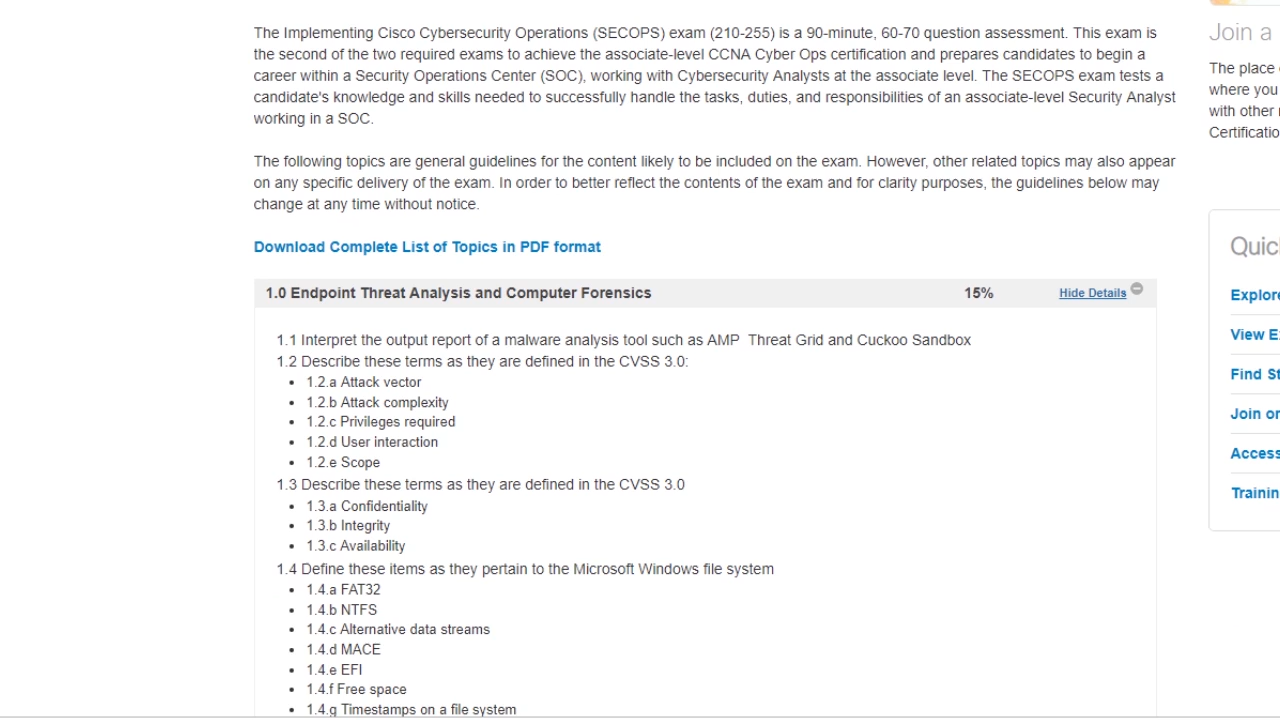 The Implementing Cisco Cybersecurity Operations (SECOPS) exam (210-255) is a 90-minute, 60-70 question assessment. This exam is
the second of the two required exams to achieve the associate-level CCNA Cyber Ops certification and prepares candidates to begin a
career within a Security Operations Center (SOC), working with Cybersecurity Analysts at the associate level. The SECOPS exam tests a
candidate's knowledge and skills needed to successfully handle the tasks, duties, and responsibilities of an associate-level Security Analyst
working in a SOC.
The following topics are general guidelines for the content likely to be included on the exam. However, other related topics may also appear
on any specific delivery of the exam. In order to better reflect the contents of the exam and for clarity purposes, the guidelines below may
change at any time without notice.
Download Complete List of Topics in PDF format
1.0 Endpoint Threat Analysis and Computer Forensics 15% Hide Details
1.1 Interpret the output report of a malware analysis tool such as AMP Threat Grid and Cuckoo Sandbox
1.2 Describe these terms as they are defined in the CVSS 3.0:
• 1.2.a Attack vector
• 1.2.b Attack complexity
• 1.2.c Privileges required
• 1.2.d User interaction
• 1.2.e Scope
1.3 Describe these terms as they are defined in the CVSS 3.0
• 1.3.a Confidentiality
• 1.3.b Integrity
• 1.3.c Availability
1.4 Define these items as they pertain to the Microsoft Windows file system
• 1.4.a FAT32
• 1.4.b NTFS
• 1.4.c Alternative data streams
• 1.4.d MACE
• 1.4.e EFI
• 1.4.f Free space
• 1.4.g Timestamps on a file system
Join a
The place
where you
with other
Certificatio
Quic
Explore
View E
Find St
Join or
Access
Trainin